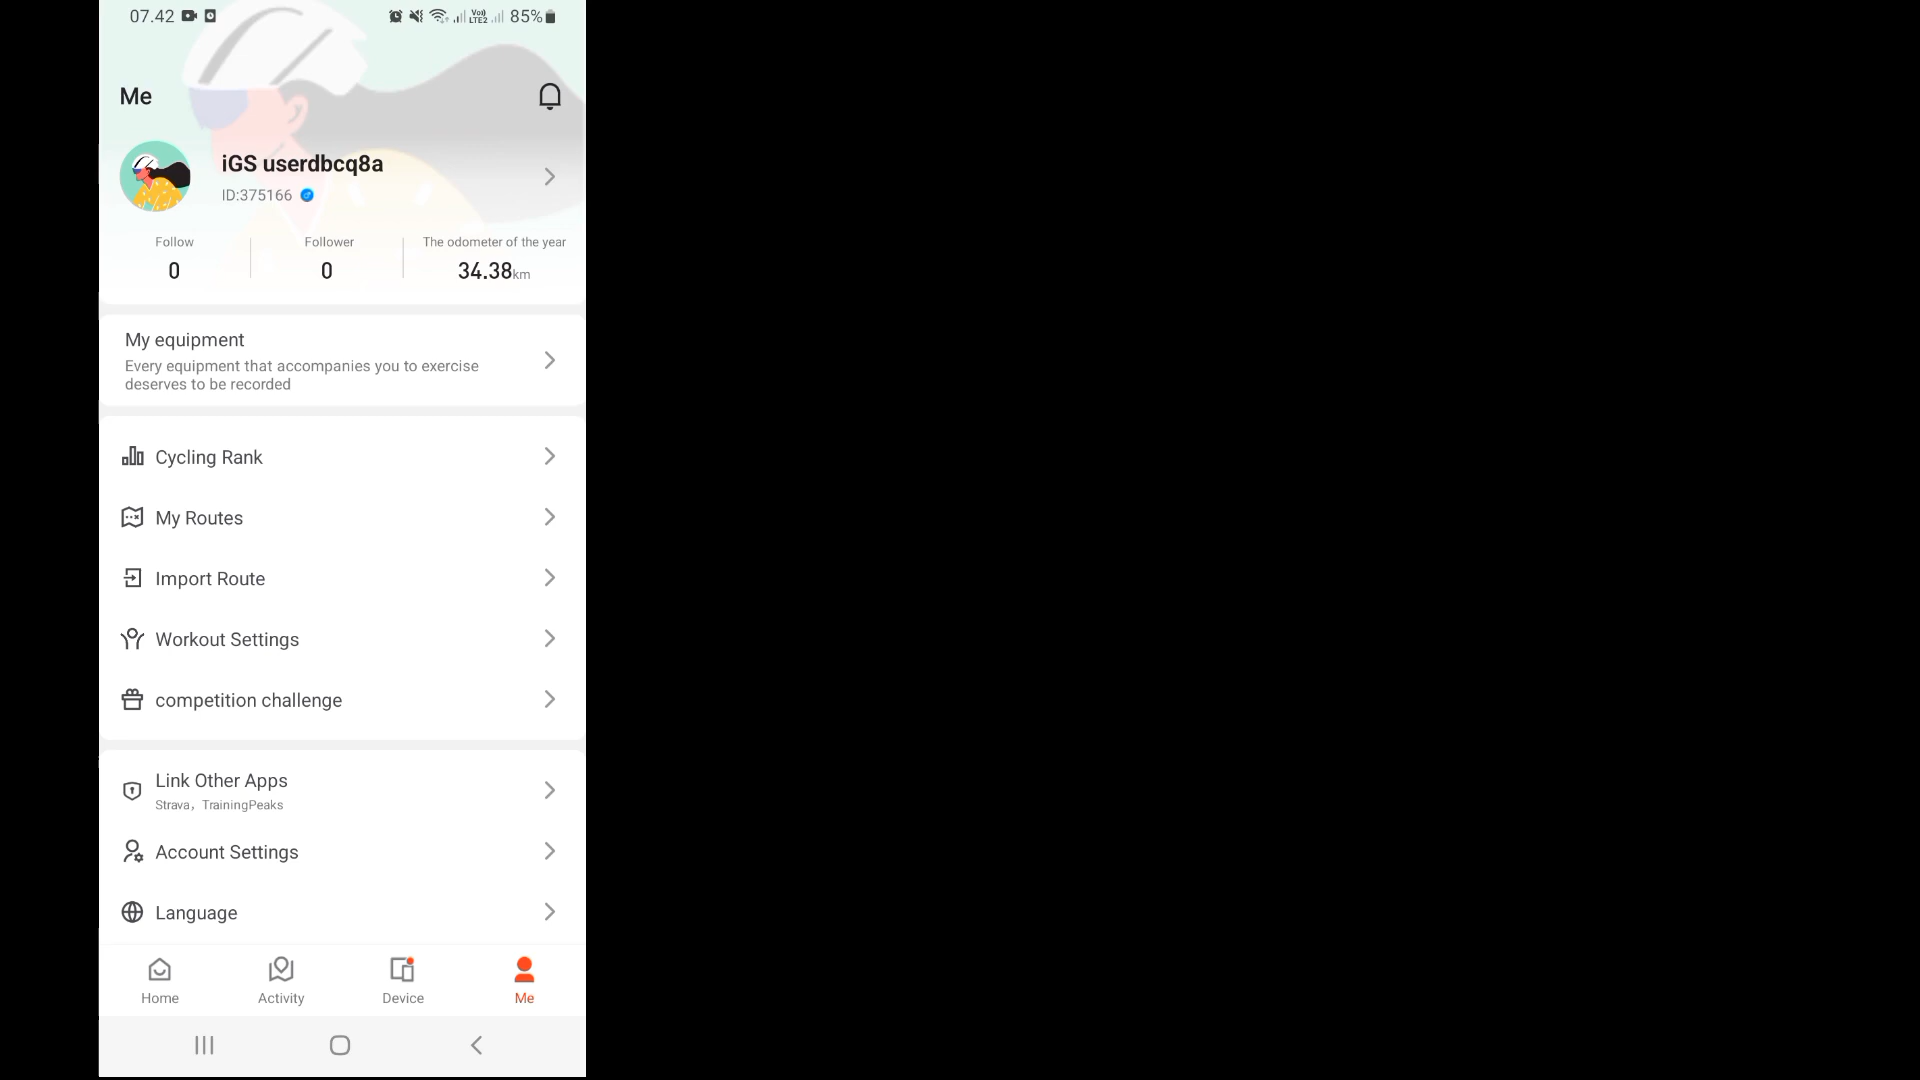 07.42 85%
Vo))
LTE2
Me
iGS userdbcq8a
ID:375166
Follow Follower The odometer of the year
0 0 34.38km
My equipment
Every equipment that accompanies you to exercise
deserves to be recorded
Cycling Rank
My Routes
Import Route
Workout Settings
competition challenge
Link Other Apps
Strava，TrainingPeaks
Account Settings
Language
Home Activity Device Me